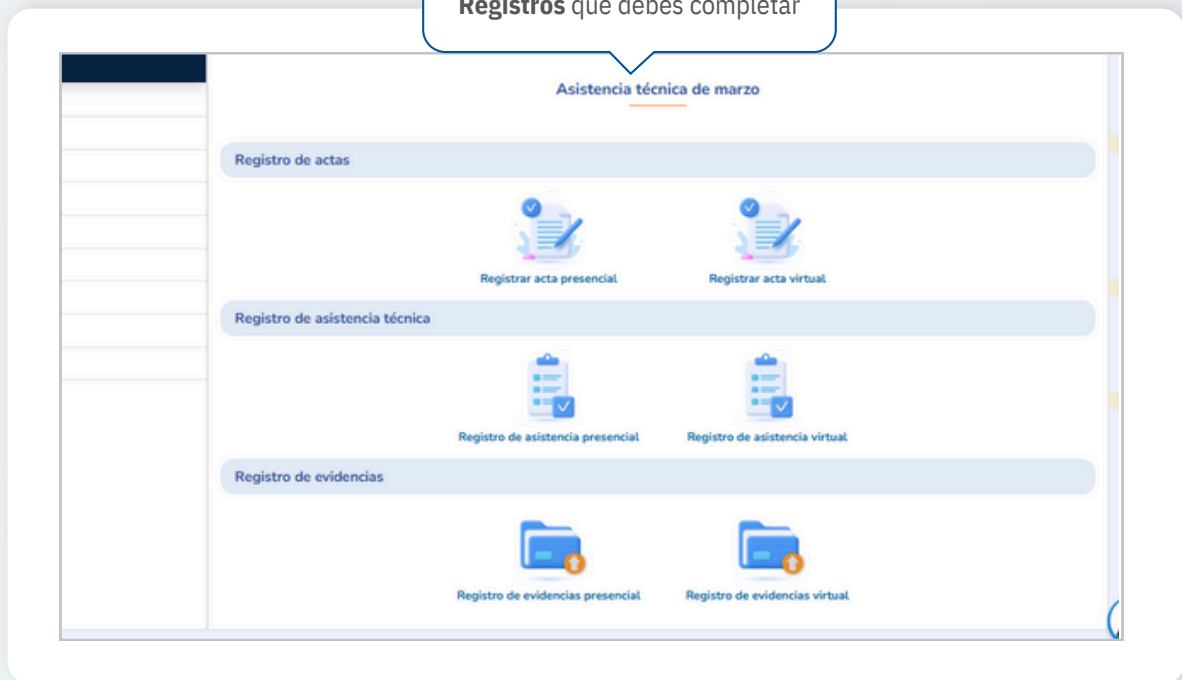 Registros que debes completar
Asistencia técnica de marzo
Registro de actas
Registrar acta presencial
Registrar acta virtual
Registro de asistencia técnica
Registro de asistencia presencial
Registro de asistencia virtual
Registro de evidencias
Registro de evidencias presencial
Registro de evidencias virtual